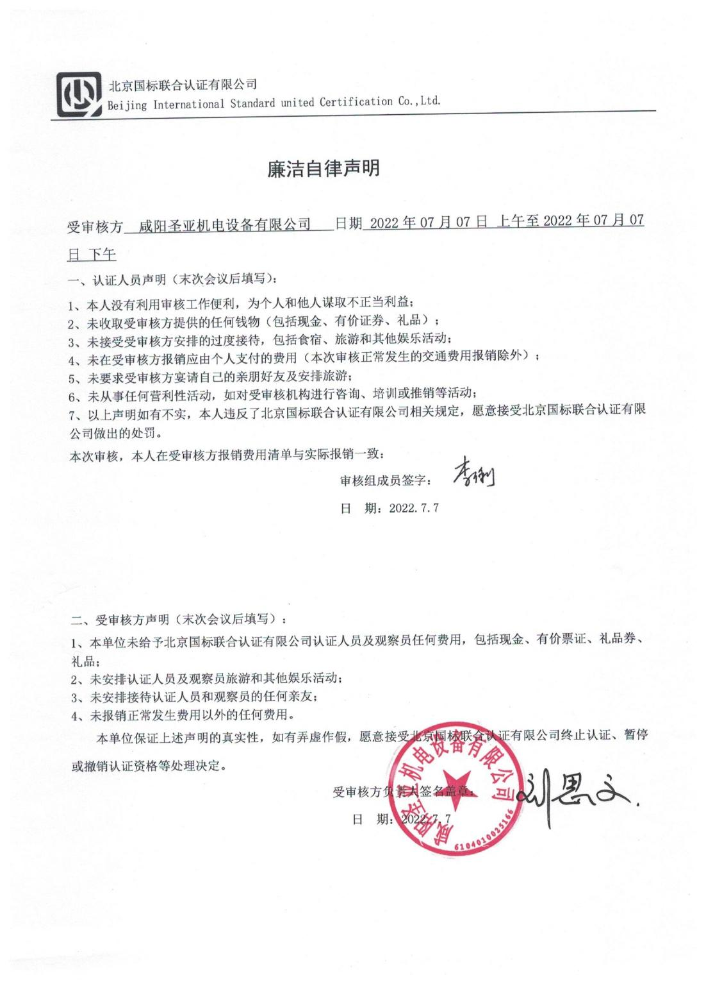 北京国标联合认证有限公司
Beijing International Standard united Certification Co.,Ltd.
廉洁自律声明
受审核方 咸阳圣亚机电设备有限公司 日期 2022 年 07 月 07 日 上午至 2022 年 07 月 07
日 下午
一、认证人员声明（末次会议后填写）：
1、本人没有利用审核工作便利，为个人和他人谋取不正当利益；
2、未收取受审核方提供的任何钱物（包括现金、有价证券、礼品）；
3、未接受受审核方安排的过度接待，包括食宿、旅游和其他娱乐活动；
4、未在受审核方报销应由个人支付的费用（本次审核正常发生的交通费用报销除外）；
5、未要求受审核方宴请自己的亲朋好友及安排旅游；
6、未从事任何营利性活动，如对受审核机构进行咨询、培训或推销等活动；
7、以上声明如有不实，本人违反了北京国标联合认证有限公司相关规定，愿意接受北京国标联合认证有限
公司做出的处罚。
本次审核，本人在受审核方报销费用清单与实际报销一致：
审核组成员签字： 李俐
日 期：2022.7.7
二、受审核方声明（末次会议后填写）：
1、本单位未给予北京国标联合认证有限公司认证人员及观察员任何费用，包括现金、有价票证、礼品券、
礼品；
2、未安排认证人员及观察员旅游和其他娱乐活动；
3、未安排接待认证人员和观察员的任何亲友；
4、未报销正常发生费用以外的任何费用。
本单位保证上述声明的真实性，如有弄虚作假，愿意接受北京国标联合认证有限公司终止认证、暂停
或撤销认证资格等处理决定。
受审核方负责人签名盖章： 刘思文.
日 期：2022.7.7
咸阳圣亚机电设备有限公司
6104010025166